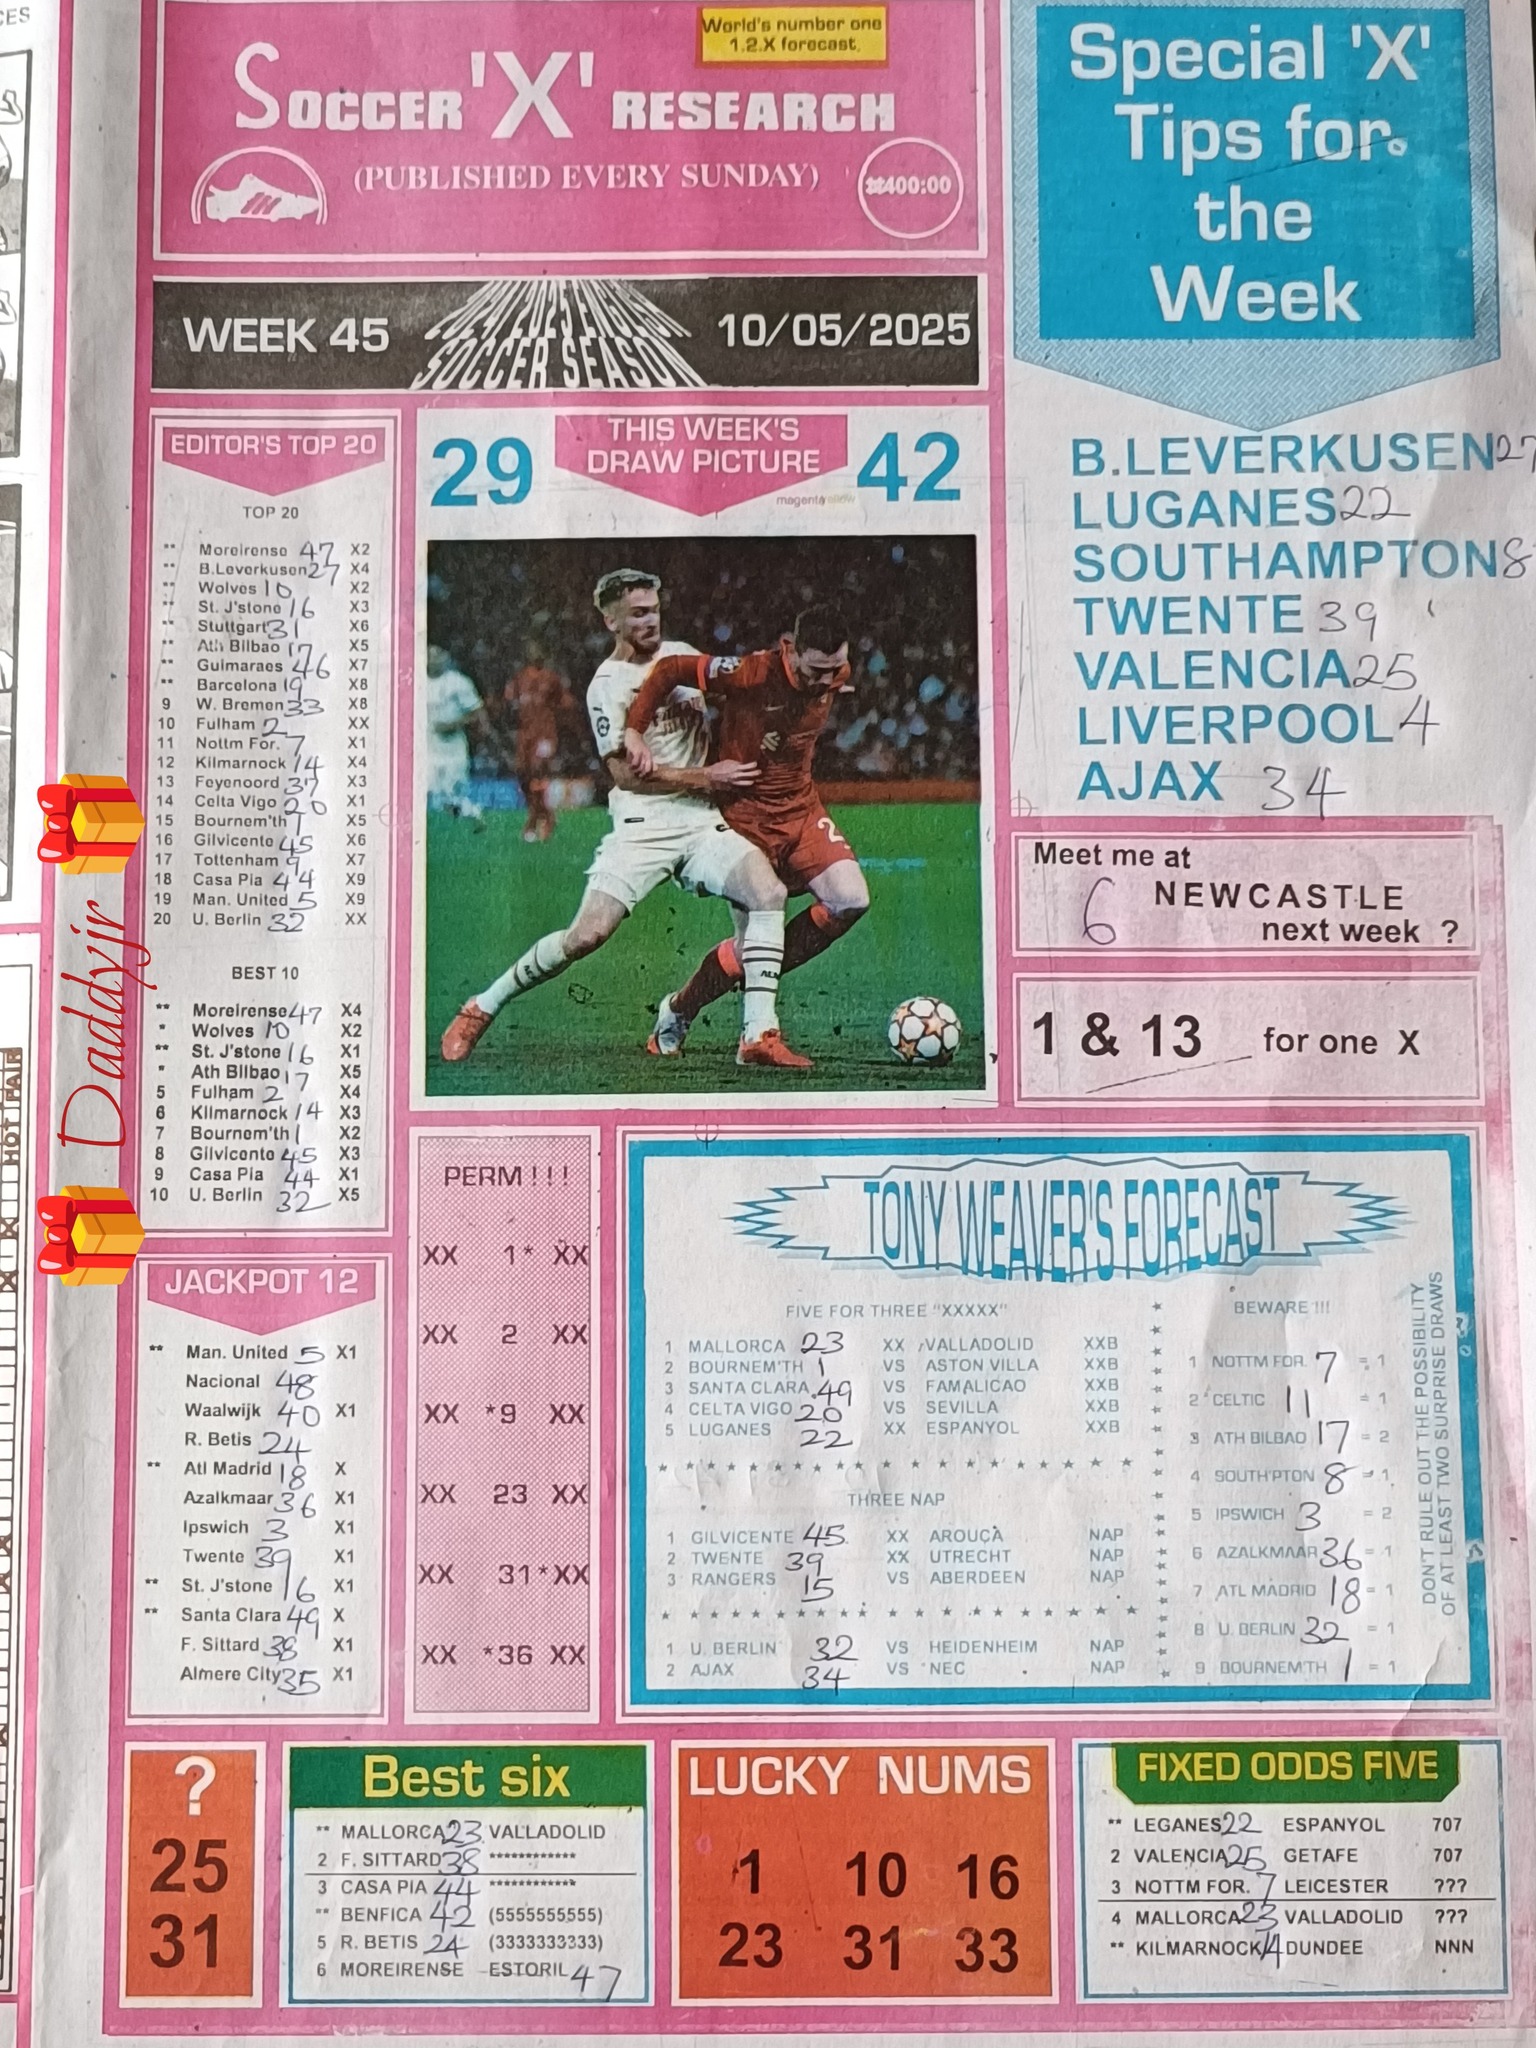 World's number one
1.2.X forecast
SOCCER 'X' RESEARCH
(PUBLISHED EVERY SUNDAY)
₦400:00
WEEK 45
2024/2025 ENGLISH
SOCCER SEASON
10/05/2025
Special 'X'
Tips for
the
Week
B.LEVERKUSEN 27
LUGANES 22
SOUTHAMPTON 8
TWENTE 39
VALENCIA 25
LIVERPOOL 4
AJAX 34
Meet me at
6 NEWCASTLE
next week ?
1 & 13 for one X
EDITOR'S TOP 20
TOP 20
** Moreirense 47 X2
** B.Leverkusen 27 X4
** Wolves 10 X2
** St. J'stone 16 X3
** Stuttgart 31 X6
** Ath Bilbao 17 X5
** Guimaraes 46 X7
** Barcelona 19 X8
9 W. Bremen 33 X8
10 Fulham 2 XX
11 Nottm For. 7 X1
12 Kilmarnock 14 X4
13 Feyenoord 37 X3
14 Celta Vigo 20 X1
15 Bournem'th 1 X5
16 Gilvicente 45 X6
17 Tottenham 9 X7
18 Casa Pia 44 X9
19 Man. United 5 X9
20 U. Berlin 32 XX
BEST 10
** Moreirense 47 X4
* Wolves 10 X2
** St. J'stone 16 X1
* Ath Bilbao 17 X5
5 Fulham 2 X4
6 Kilmarnock 14 X3
7 Bournem'th 1 X2
8 Gilvicente 45 X3
9 Casa Pia 44 X1
10 U. Berlin 32 X5
29
THIS WEEK'S
DRAW PICTURE
magenta yellow
42
Daddyjr
HOT PAIR
JACKPOT 12
** Man. United 5 X1
Nacional 48
Waalwijk 40 X1
R. Betis 24
** Atl Madrid 18 X
Azalkmaar 36 X1
Ipswich 3 X1
Twente 39 X1
** St. J'stone 16 X1
** Santa Clara 49 X
F. Sittard 38 X1
Almere City 35 X1
PERM ! ! !
XX 1* XX
XX 2 XX
XX *9 XX
XX 23 XX
XX 31* XX
XX *36 XX
TONY WEAVER'S FORECAST
FIVE FOR THREE "XXXXX"
1 MALLORCA 23 XX VALLADOLID XXB
2 BOURNEM'TH 1 VS ASTON VILLA XXB
3 SANTA CLARA 49 VS FAMALICAO XXB
4 CELTA VIGO 20 VS SEVILLA XXB
5 LUGANES 22 XX ESPANYOL XXB
THREE NAP
1 GILVICENTE 45 XX AROUCA NAP
2 TWENTE 39 XX UTRECHT NAP
3 RANGERS 15 VS ABERDEEN NAP
1 U. BERLIN 32 VS HEIDENHEIM NAP
2 AJAX 34 VS NEC NAP
BEWARE !!!
1 NOTTM FOR. 7 = 1
2 CELTIC 11 = 1
3 ATH BILBAO 17 = 2
4 SOUTH'PTON 8 = 1
5 IPSWICH 3 = 2
6 AZALKMAAR 36 = 1
7 ATL MADRID 18 = 1
8 U. BERLIN 32 = 1
9 BOURNEM'TH 1 = 1
DON'T RULE OUT THE POSSIBILITY
OF AT LEAST TWO SURPRISE DRAWS
?
25
31
Best six
** MALLORCA 23 VALLADOLID
2 F. SITTARD 38 ************
3 CASA PIA 44 ************
** BENFICA 42 (5555555555)
5 R. BETIS 24 (3333333333)
6 MOREIRENSE ESTORIL 47
LUCKY NUMS
1 10 16
23 31 33
FIXED ODDS FIVE
** LEGANES 22 ESPANYOL 707
2 VALENCIA 25 GETAFE 707
3 NOTTM FOR. 7 LEICESTER ???
4 MALLORCA 23 VALLADOLID ???
** KILMARNOCK 14 DUNDEE NNN